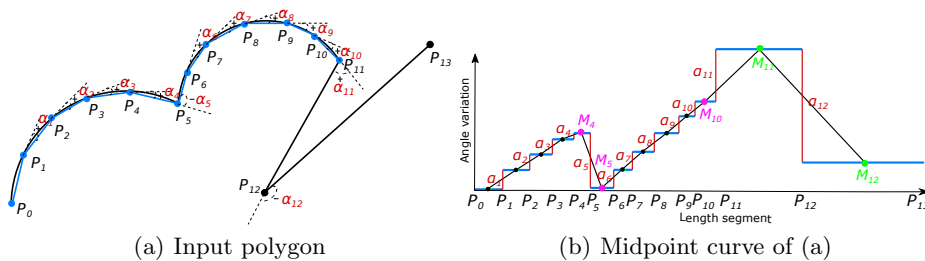 P0
P1
P2
P3
P4
P5
P6
P7
P8
P9
P10
P11
P12
P13
α1
α2
α3
α4
α5
α6
α7
α8
α9
α10
α11
α12
(a) Input polygon
Angle variation
a1
a2
a3
a4
a5
a6
a7
a8
a9
a10
a11
a12
M4
M5
M10
M11
M12
P0 P1 P2 P3 P4 P5 P6 P7 P8 P9 P10 P11 P12 P13
Length segment
(b) Midpoint curve of (a)